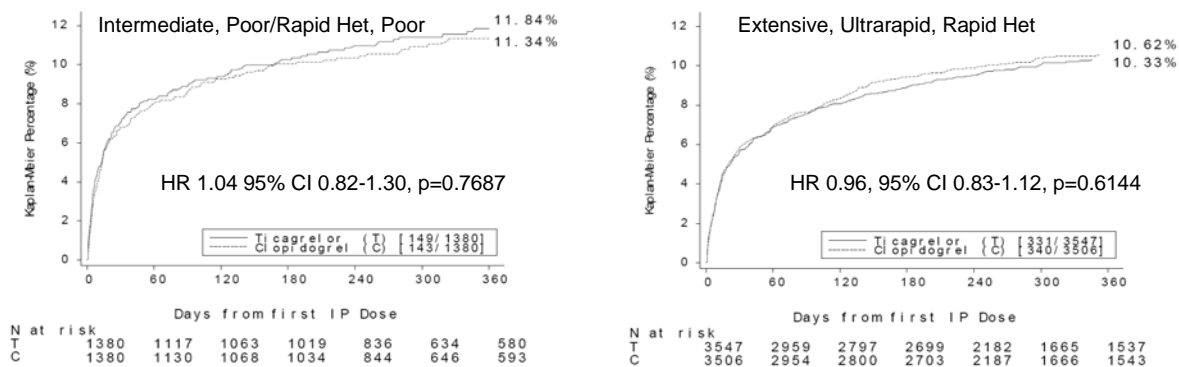 Intermediate, Poor/Rapid Het, Poor
12
10
8
6
4
2
0
Kaplan-Meier Percentage (%)
11.84%
11.34%
HR 1.04 95% CI 0.82-1.30, p=0.7687
Ticagrelor (T) [149/1380]
Clopidogrel (C) [143/1380]
0 60 120 180 240 300 360
Days from first IP Dose
N at risk
T 1380 1117 1063 1019 836 634 580
C 1380 1130 1068 1034 844 646 593
Extensive, Ultrarapid, Rapid Het
12
10
8
6
4
2
0
Kaplan-Meier Percentage (%)
10.62%
10.33%
HR 0.96, 95% CI 0.83-1.12, p=0.6144
Ticagrelor (T) [331/3547]
Clopidogrel (C) [340/3506]
0 60 120 180 240 300 360
Days from first IP Dose
N at risk
T 3547 2959 2797 2699 2182 1665 1537
C 3506 2954 2800 2703 2187 1666 1543